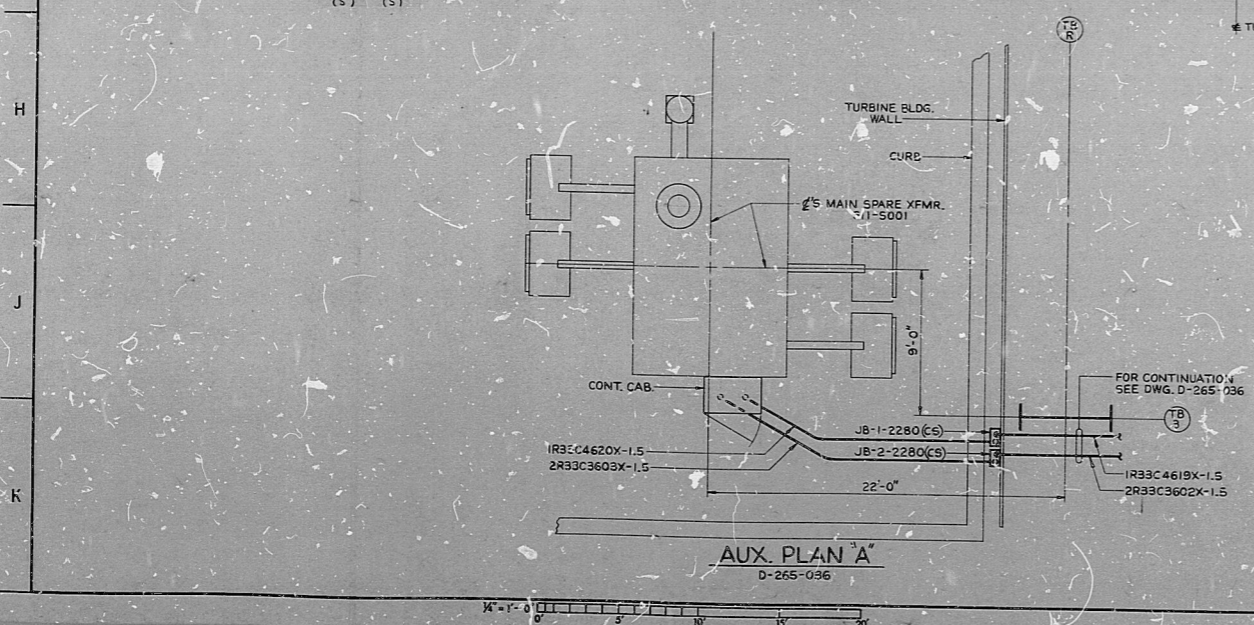 (S) (S)
TB
R
H
TURBINE BLDG.
WALL
CURB
₵'S MAIN SPARE XFMR.
S11-S001
J
9'-0"
CONT. CAB.
FOR CONTINUATION
SEE DWG. D-265-036
TB
3
JB-1-2280(CS)
JB-2-2280(CS)
1R33C4620X-1.5
2R33C3603X-1.5
1R33C4619X-1.5
2R33C3602X-1.5
22'-0"
K
AUX. PLAN "A"
D-265-036
¼" = 1'-0"
0' 5' 10' 15' 20'